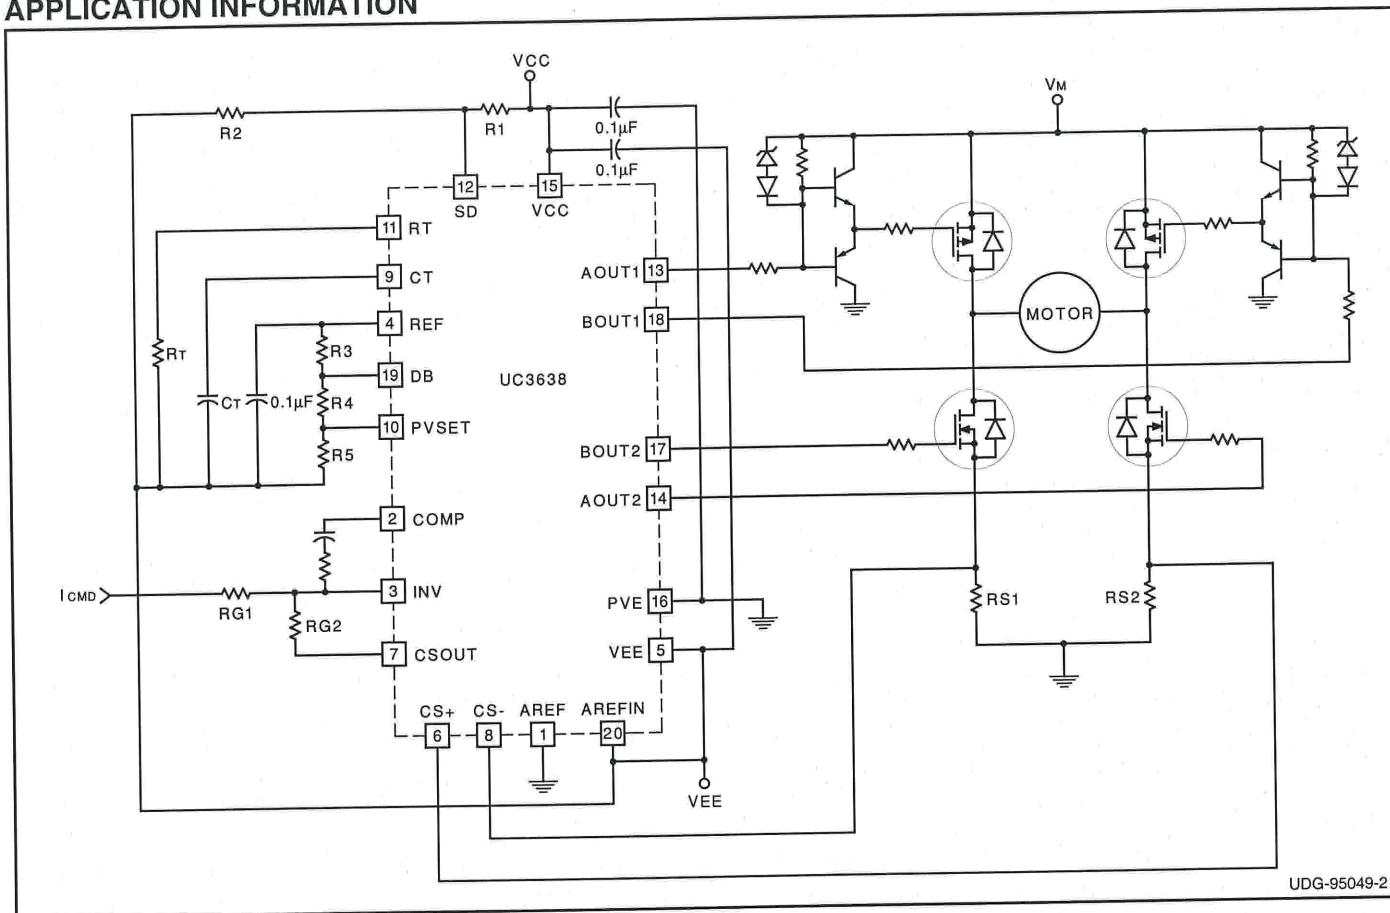 APPLICATION INFORMATION
VCC
R2
R1
0.1µF
0.1µF
VM
12
SD
15
VCC
11 RT
9 CT
4 REF
R3
19 DB
RT
CT
0.1µF
R4
10 PVSET
R5
UC3638
AOUT1 13
BOUT1 18
MOTOR
BOUT2 17
AOUT2 14
2 COMP
ICMD
RG1
3 INV
RG2
7 CSOUT
PVE 16
VEE 5
RS1
RS2
CS+
CS-
AREF
AREFIN
6
8
1
20
VEE
UDG-95049-2